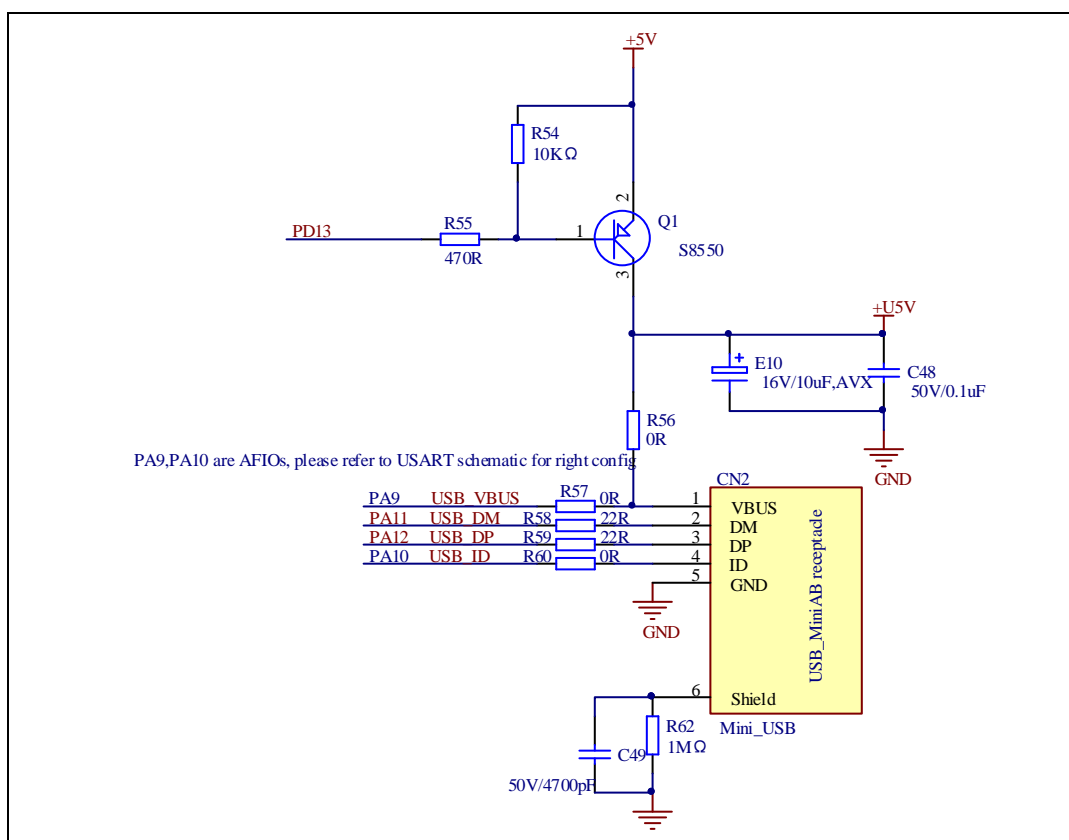 +5V
R54
10KΩ
2
Q1
PD13
R55
1
470R
S8550
3
+U5V
E10
16V/10uF,AVX
C48
50V/0.1uF
R56
0R
PA9,PA10 are AFIOs, please refer to USART schematic for right config
GND
CN2
PA9 USB_VBUS R57 0R 1 VBUS
PA11 USB_DM R58 22R 2 DM
PA12 USB_DP R59 22R 3 DP
PA10 USB_ID R60 0R 4 ID
5 GND
GND
USB_MiniAB receptacle
6 Shield
Mini_USB
R62
1MΩ
C49
50V/4700pF